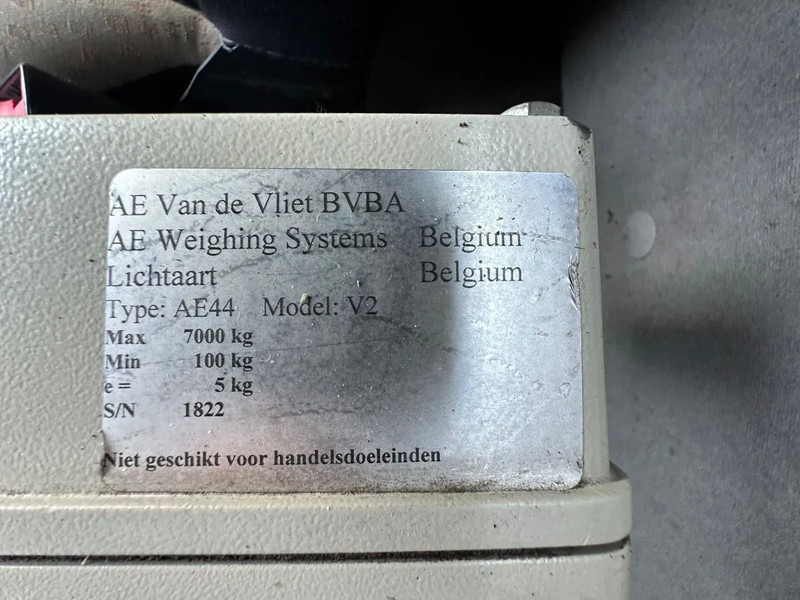 AE Van de Vliet BVBA
AE Weighing Systems Belgium
Lichtaart Belgium
Type: AE44 Model: V2
Max 7000 kg
Min 100 kg
e = 5 kg
S/N 1822
Niet geschikt voor handelsdoeleinden